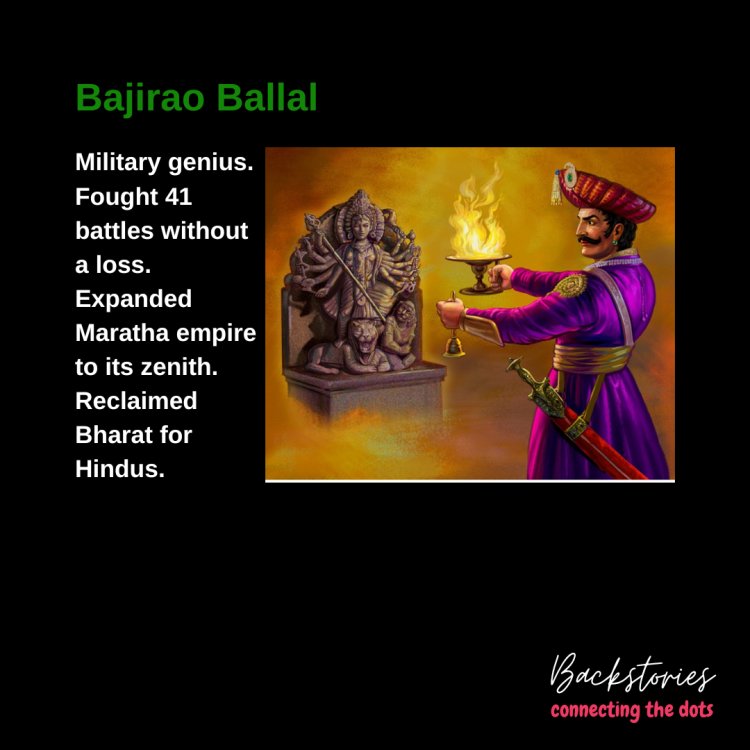 Bajirao Ballal
Military genius.
Fought 41
battles without
a loss.
Expanded
Maratha empire
to its zenith.
Reclaimed
Bharat for
Hindus.
Backstories
connecting the dots